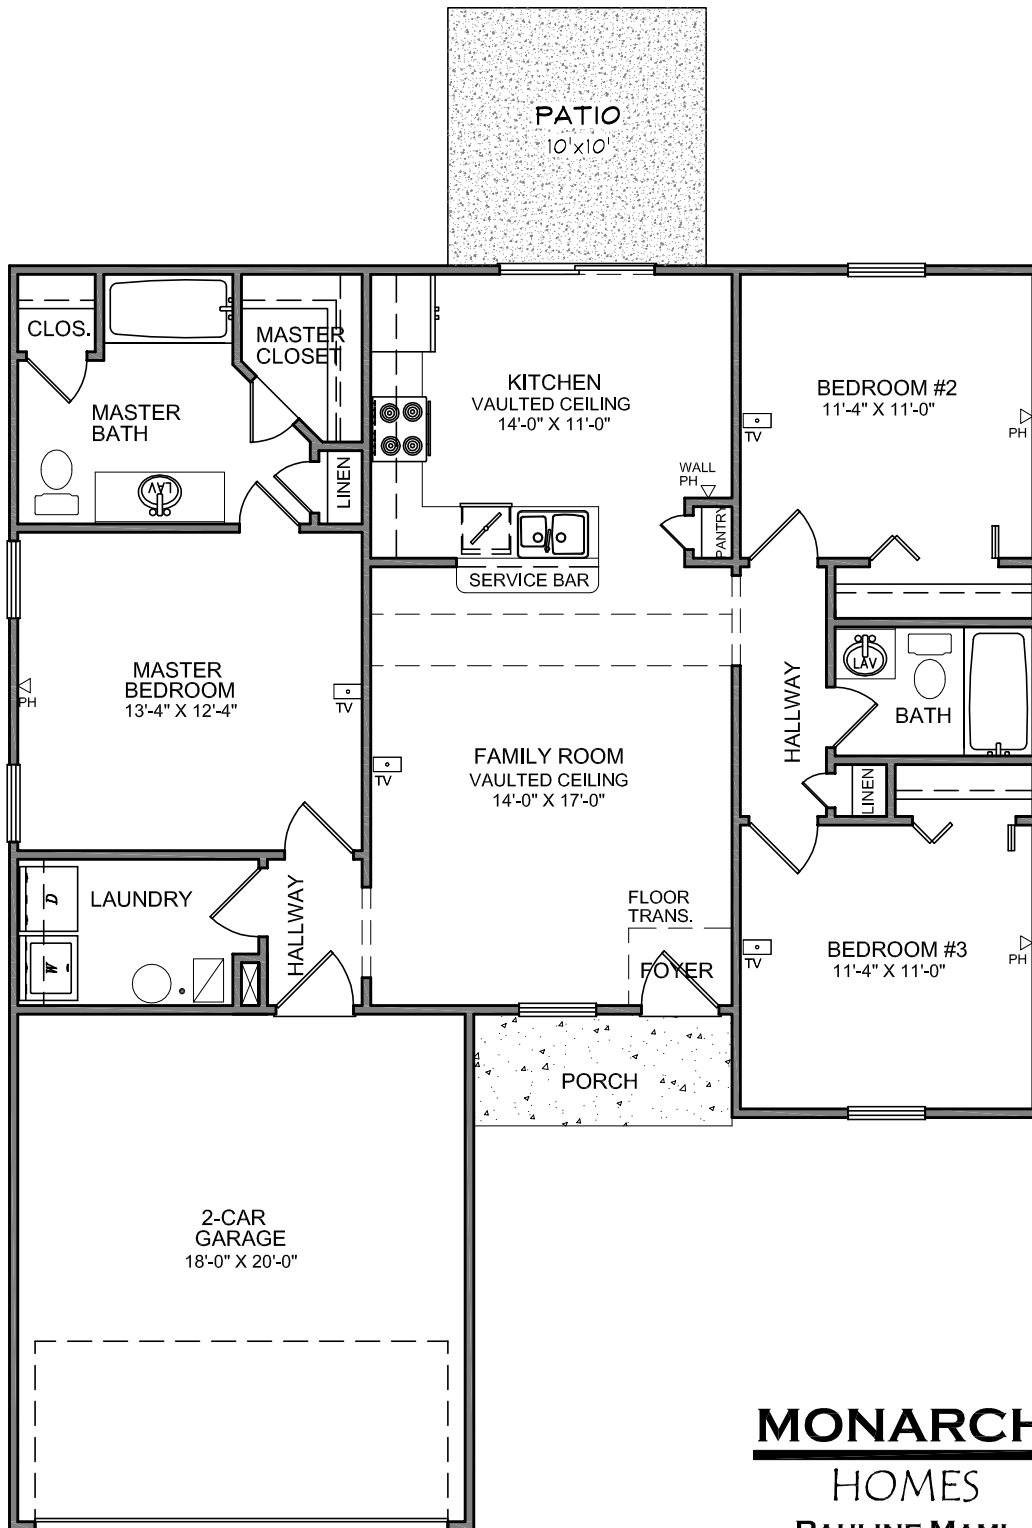 PATIO
10'x10'
CLOS.
MASTER
CLOSET
MASTER
BATH
LAV
LINEN
KITCHEN
VAULTED CEILING
14'-0" X 11'-0"
WALL
PH
PANTRY
SERVICE BAR
BEDROOM #2
11'-4" X 11'-0"
TV
PH
MASTER
BEDROOM
13'-4" X 12'-4"
PH
TV
FAMILY ROOM
VAULTED CEILING
14'-0" X 17'-0"
TV
HALLWAY
LAV
BATH
LINEN
LAUNDRY
D
W
HALLWAY
FLOOR
TRANS.
FOYER
BEDROOM #3
11'-4" X 11'-0"
TV
PH
PORCH
2-CAR
GARAGE
18'-0" X 20'-0"
MONARCH
HOMES